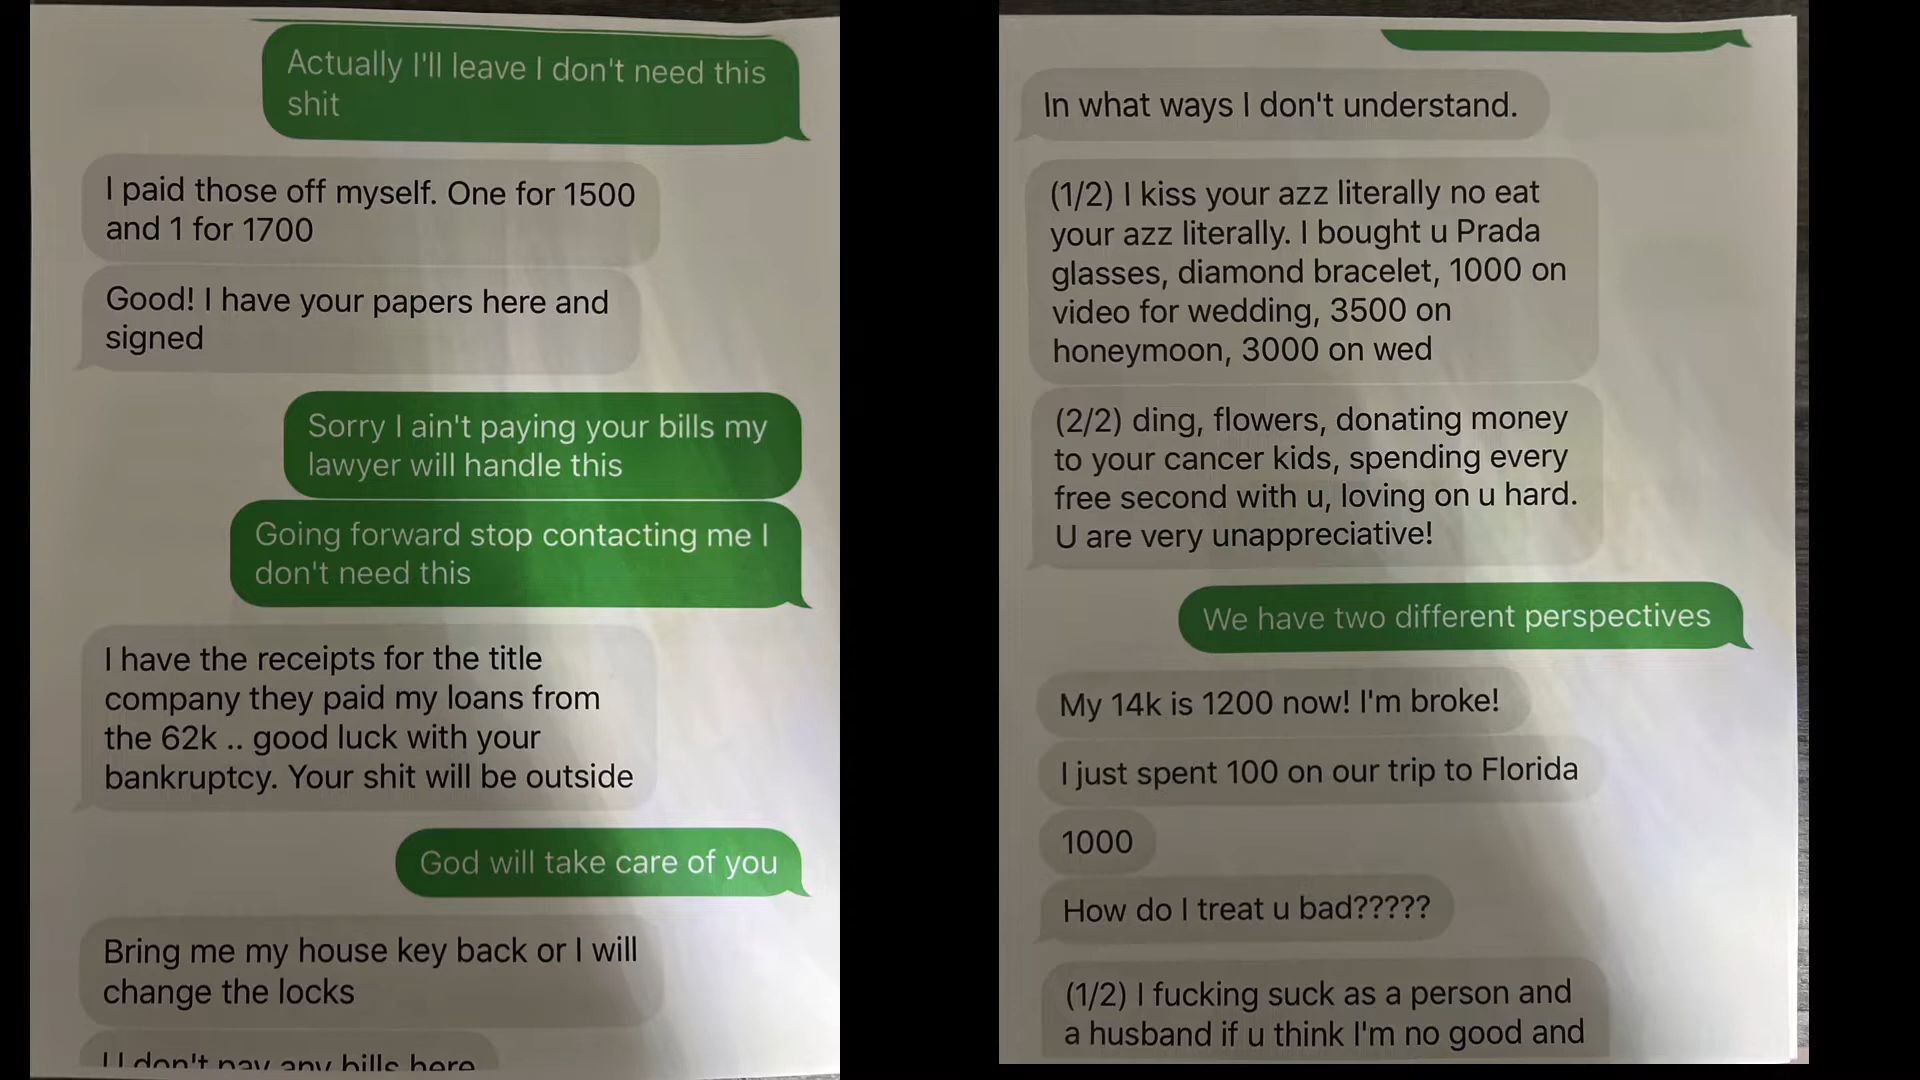 Actually I'll leave I don't need this
shit
I paid those off myself. One for 1500
and 1 for 1700
Good! I have your papers here and
signed
Sorry I ain't paying your bills my
lawyer will handle this
Going forward stop contacting me I
don't need this
I have the receipts for the title
company they paid my loans from
the 62k .. good luck with your
bankruptcy. Your shit will be outside
God will take care of you
Bring me my house key back or I will
change the locks
U don't pay any bills here
In what ways I don't understand.
(1/2) I kiss your azz literally no eat
your azz literally. I bought u Prada
glasses, diamond bracelet, 1000 on
video for wedding, 3500 on
honeymoon, 3000 on wed
(2/2) ding, flowers, donating money
to your cancer kids, spending every
free second with u, loving on u hard.
U are very unappreciative!
We have two different perspectives
My 14k is 1200 now! I'm broke!
I just spent 100 on our trip to Florida
1000
How do I treat u bad?????
(1/2) I fucking suck as a person and
a husband if u think I'm no good and